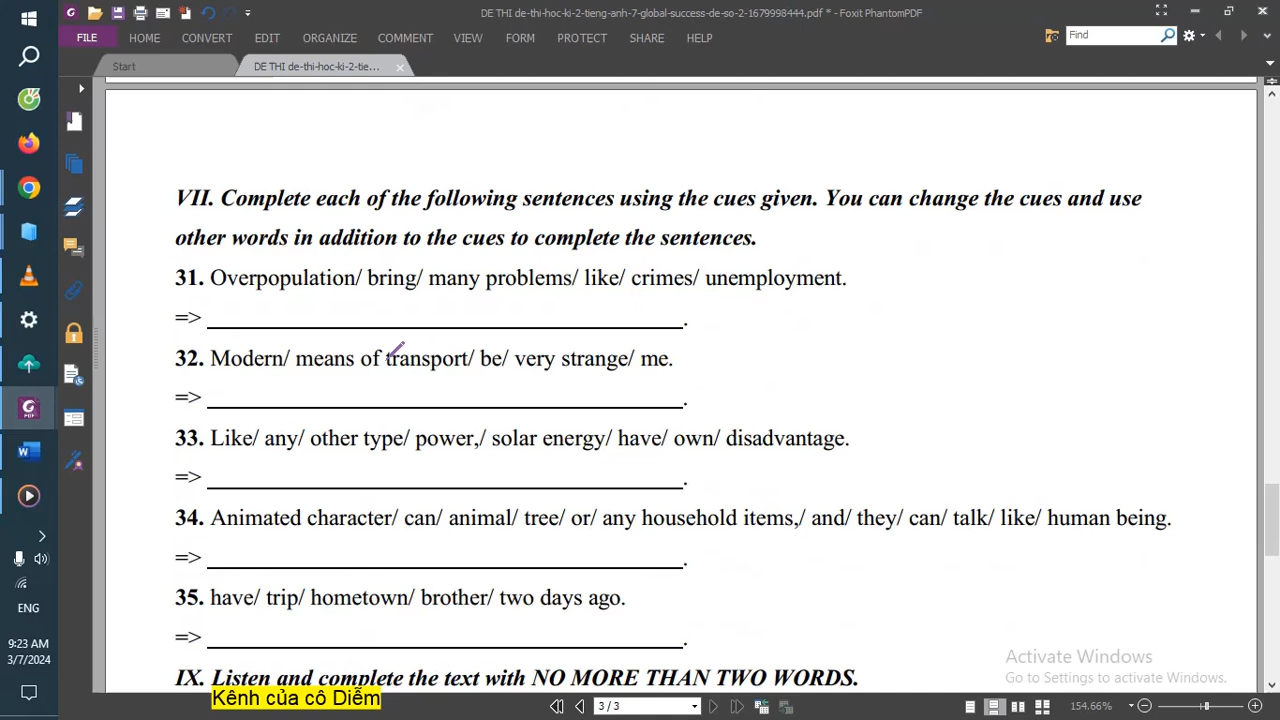 DE THI de-thi-hoc-ki-2-tieng-anh-7-global-success-de-so-2-1679998444.pdf * - Foxit PhantomPDF
FILE HOME CONVERT EDIT ORGANIZE COMMENT VIEW FORM PROTECT SHARE HELP Find
Start DE THI de-thi-hoc-ki-2-tie...
VII. Complete each of the following sentences using the cues given. You can change the cues and use
other words in addition to the cues to complete the sentences.
31. Overpopulation/ bring/ many problems/ like/ crimes/ unemployment.
=> ________________________________________.
32. Modern/ means of transport/ be/ very strange/ me.
=> ________________________________________.
33. Like/ any/ other type/ power,/ solar energy/ have/ own/ disadvantage.
=> ________________________________________.
34. Animated character/ can/ animal/ tree/ or/ any household items,/ and/ they/ can/ talk/ like/ human being.
=> ________________________________________.
35. have/ trip/ hometown/ brother/ two days ago.
=> ________________________________________.
IX. Listen and complete the text with NO MORE THAN TWO WORDS.
Kênh của cô Diễm
ENG
9:23 AM
3/7/2024
Activate Windows
Go to Settings to activate Windows.
3 / 3
154.66%